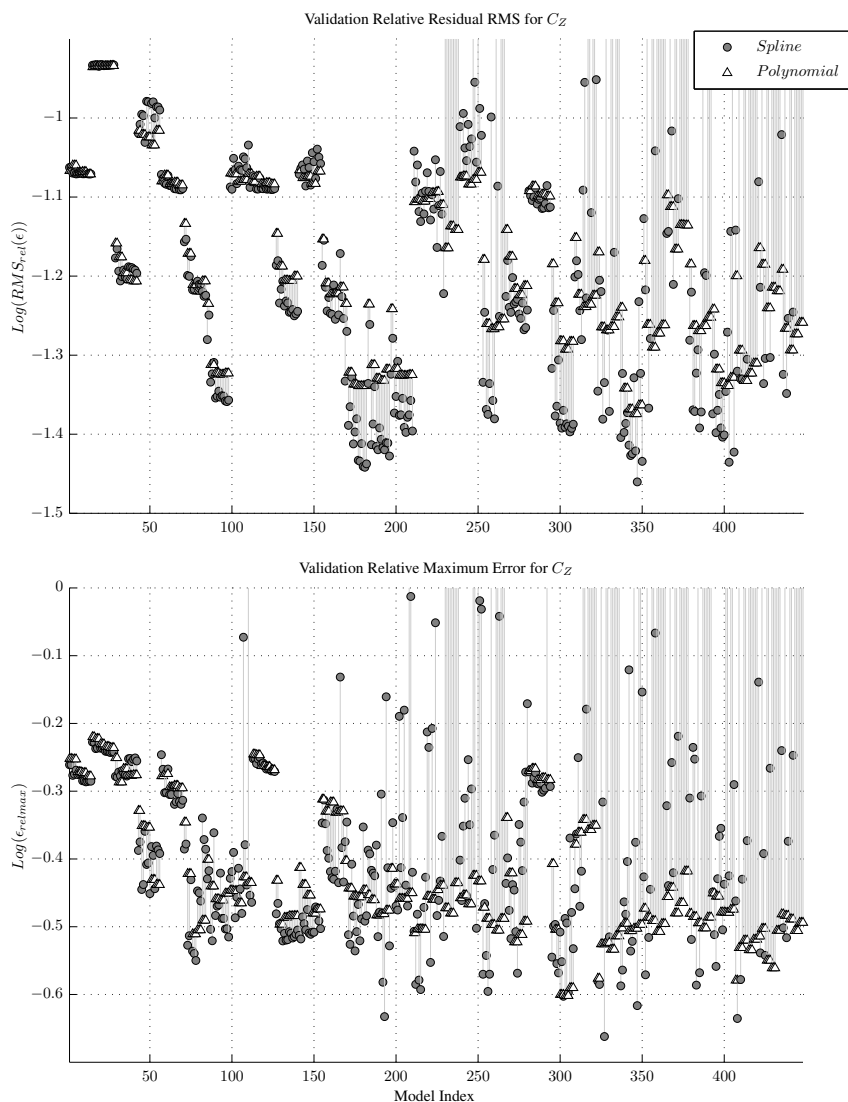 Validation Relative Residual RMS for C_Z
Spline
Polynomial
−1
−1.1
−1.2
−1.3
−1.4
−1.5
Log(RMS_rel(ϵ))
50 100 150 200 250 300 350 400
Validation Relative Maximum Error for C_Z
0
−0.1
−0.2
−0.3
−0.4
−0.5
−0.6
Log(ϵ_relmax)
50 100 150 200 250 300 350 400
Model Index